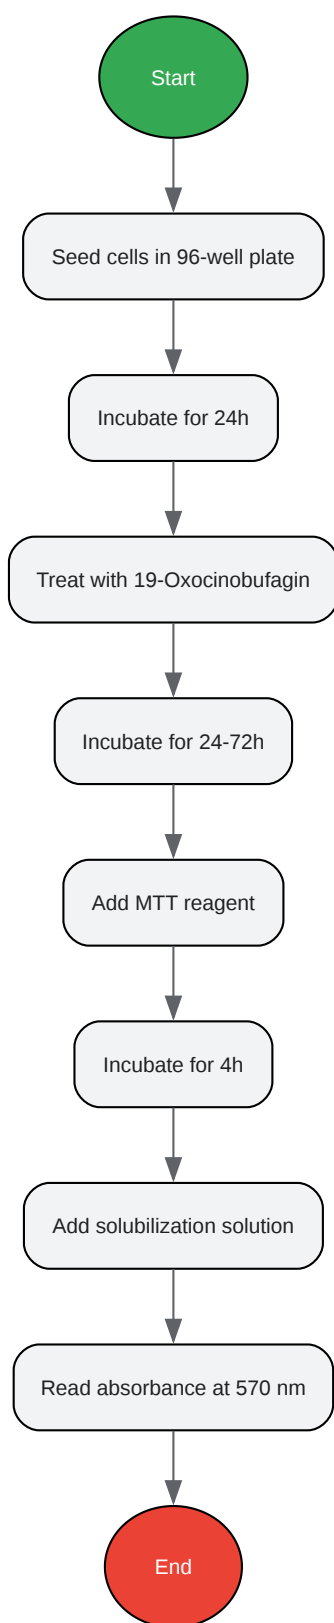 Start
Seed cells in 96-well plate
Incubate for 24h
Treat with 19-Oxocinobufagin
Incubate for 24-72h
Add MTT reagent
Incubate for 4h
Add solubilization solution
Read absorbance at 570 nm
End